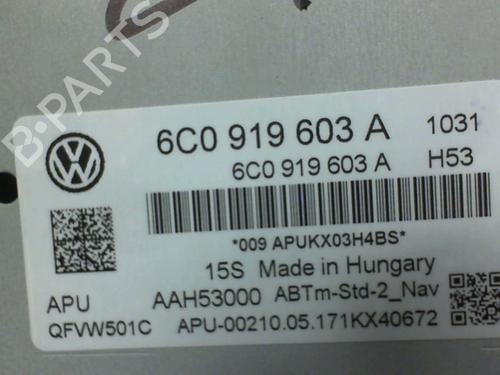 B-PARTS
6C0 919 603 A 1031
6C0 919 603 A H53
*009 APUKX03H4BS*
15S Made in Hungary
APU AAH53000 ABTm-Std-2_Nav
QFVW501C APU-00210.05.171KX40672